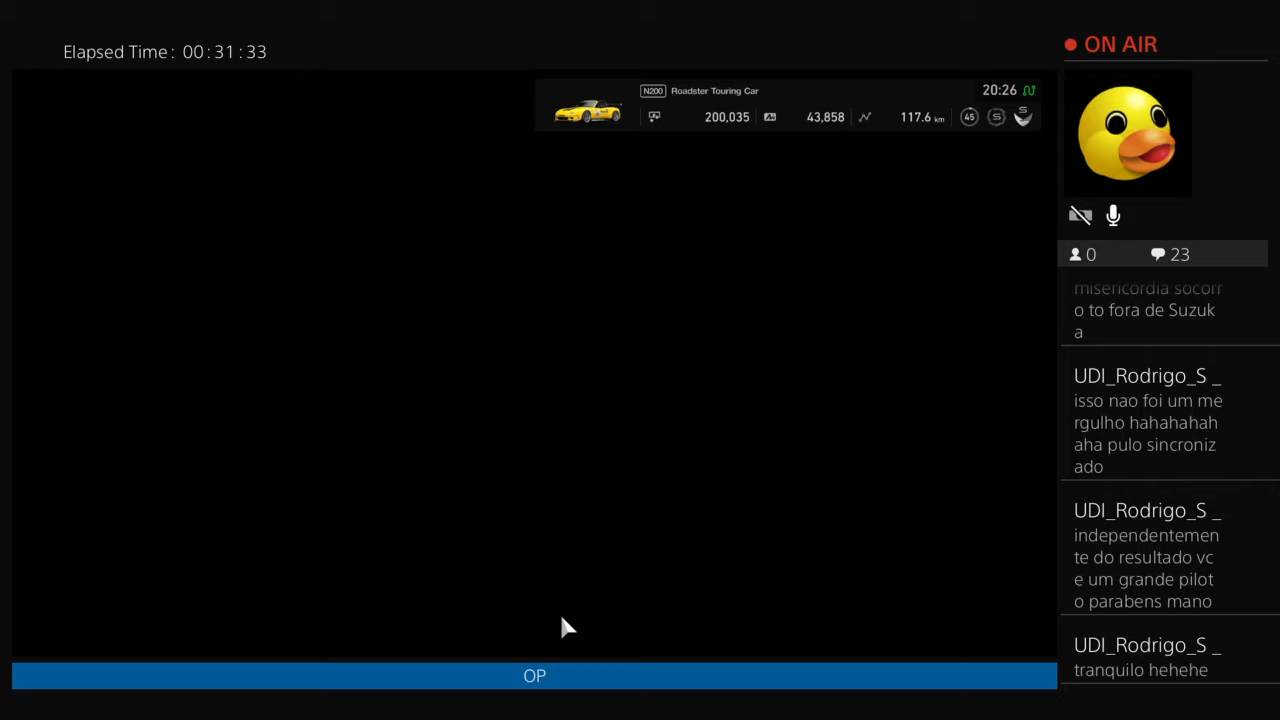 Elapsed Time: 00:31:33
ON AIR
N200 Roadster Touring Car
20:26
200,035 43,858 117.6 km 45 S S
0 23
misericordia socorr
o to fora de Suzuk
a
UDI_Rodrigo_S _
isso nao foi um me
rgulho hahahahah
aha pulo sincroniz
ado
UDI_Rodrigo_S _
independentemen
te do resultado vc
e um grande pilot
o parabens mano
UDI_Rodrigo_S _
tranquilo hehehe
OP